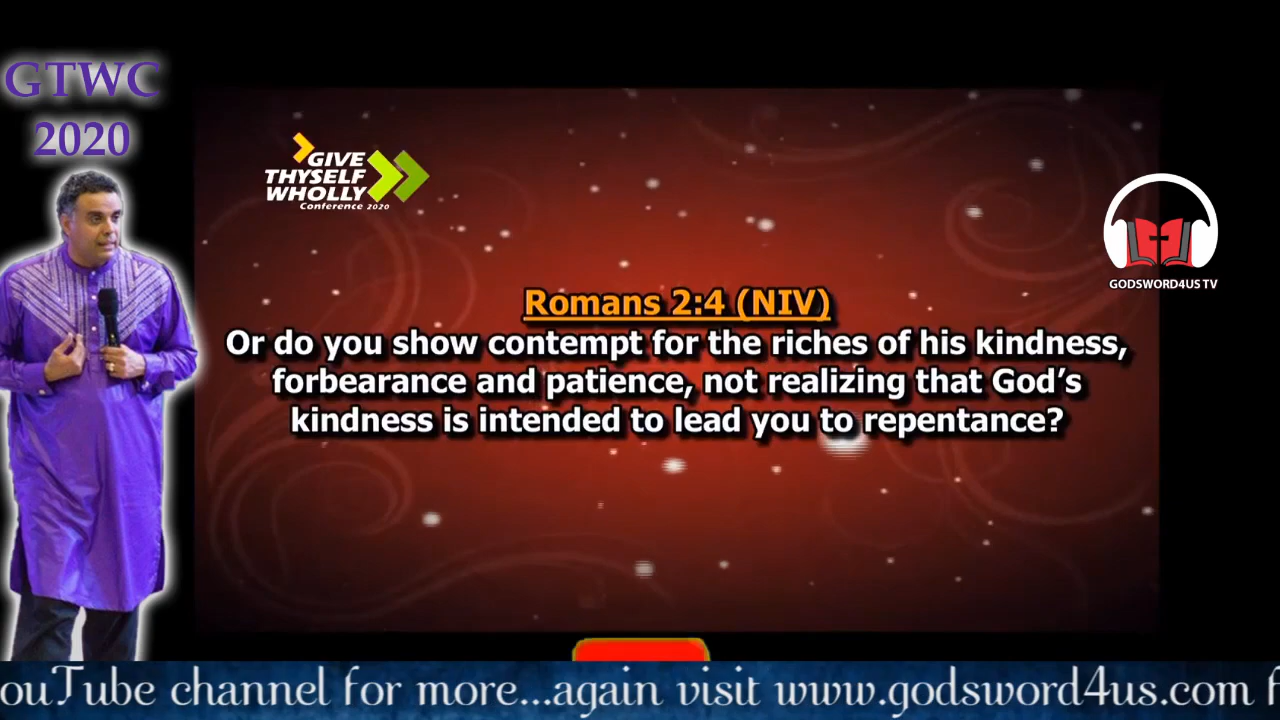 GTWC
2020
GIVE
THYSELF
WHOLLY
Conference 2020
GODSWORD4US TV
Romans 2:4 (NIV)
Or do you show contempt for the riches of his kindness,
forbearance and patience, not realizing that God’s
kindness is intended to lead you to repentance?
ouTube channel for more...again visit www.godsword4us.com f